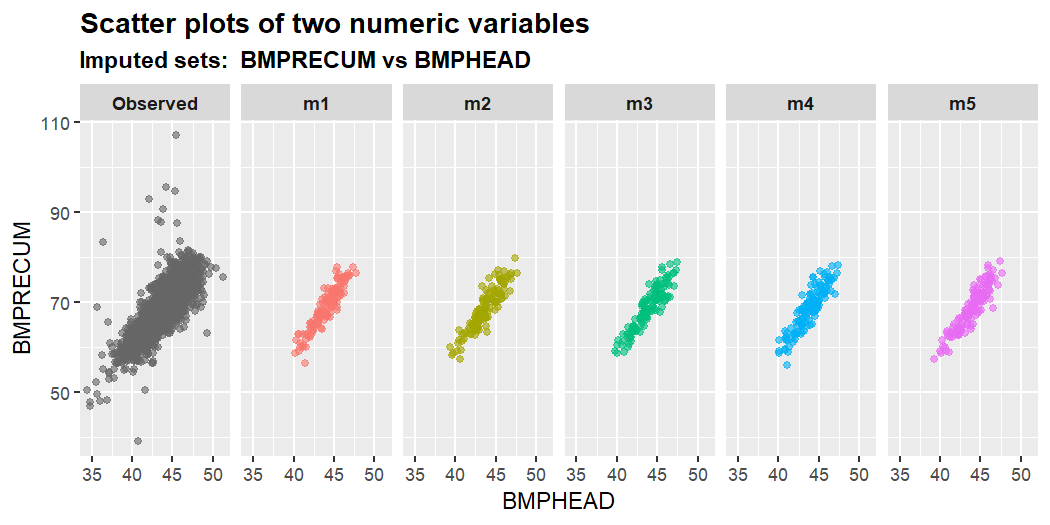 Scatter plots of two numeric variables
Imputed sets:  BMPRECUM vs BMPHEAD
Observed m1 m2 m3 m4 m5
110
90
70
50
BMPRECUM
35 40 45 50 35 40 45 50 35 40 45 50 35 40 45 50 35 40 45 50 35 40 45 50
BMPHEAD